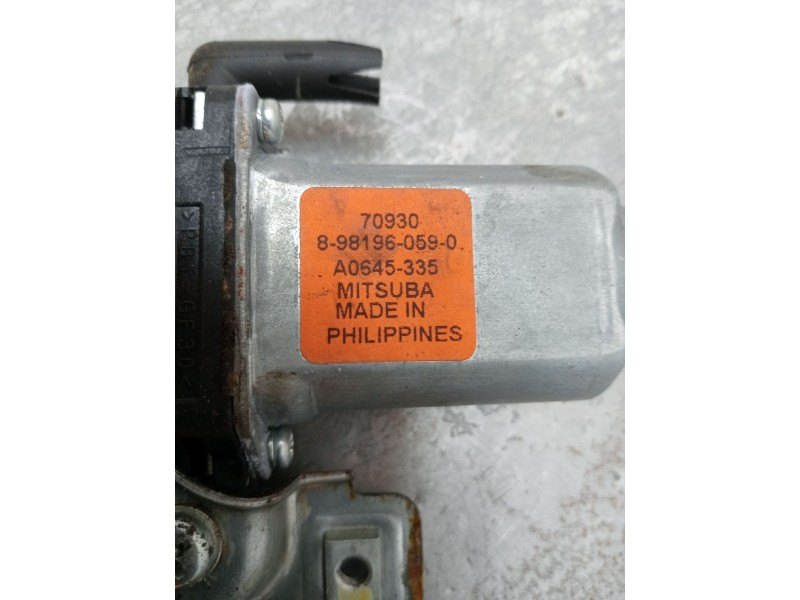 70930
8-98196-059-0
A0645-335
MITSUBA
MADE IN
PHILIPPINES